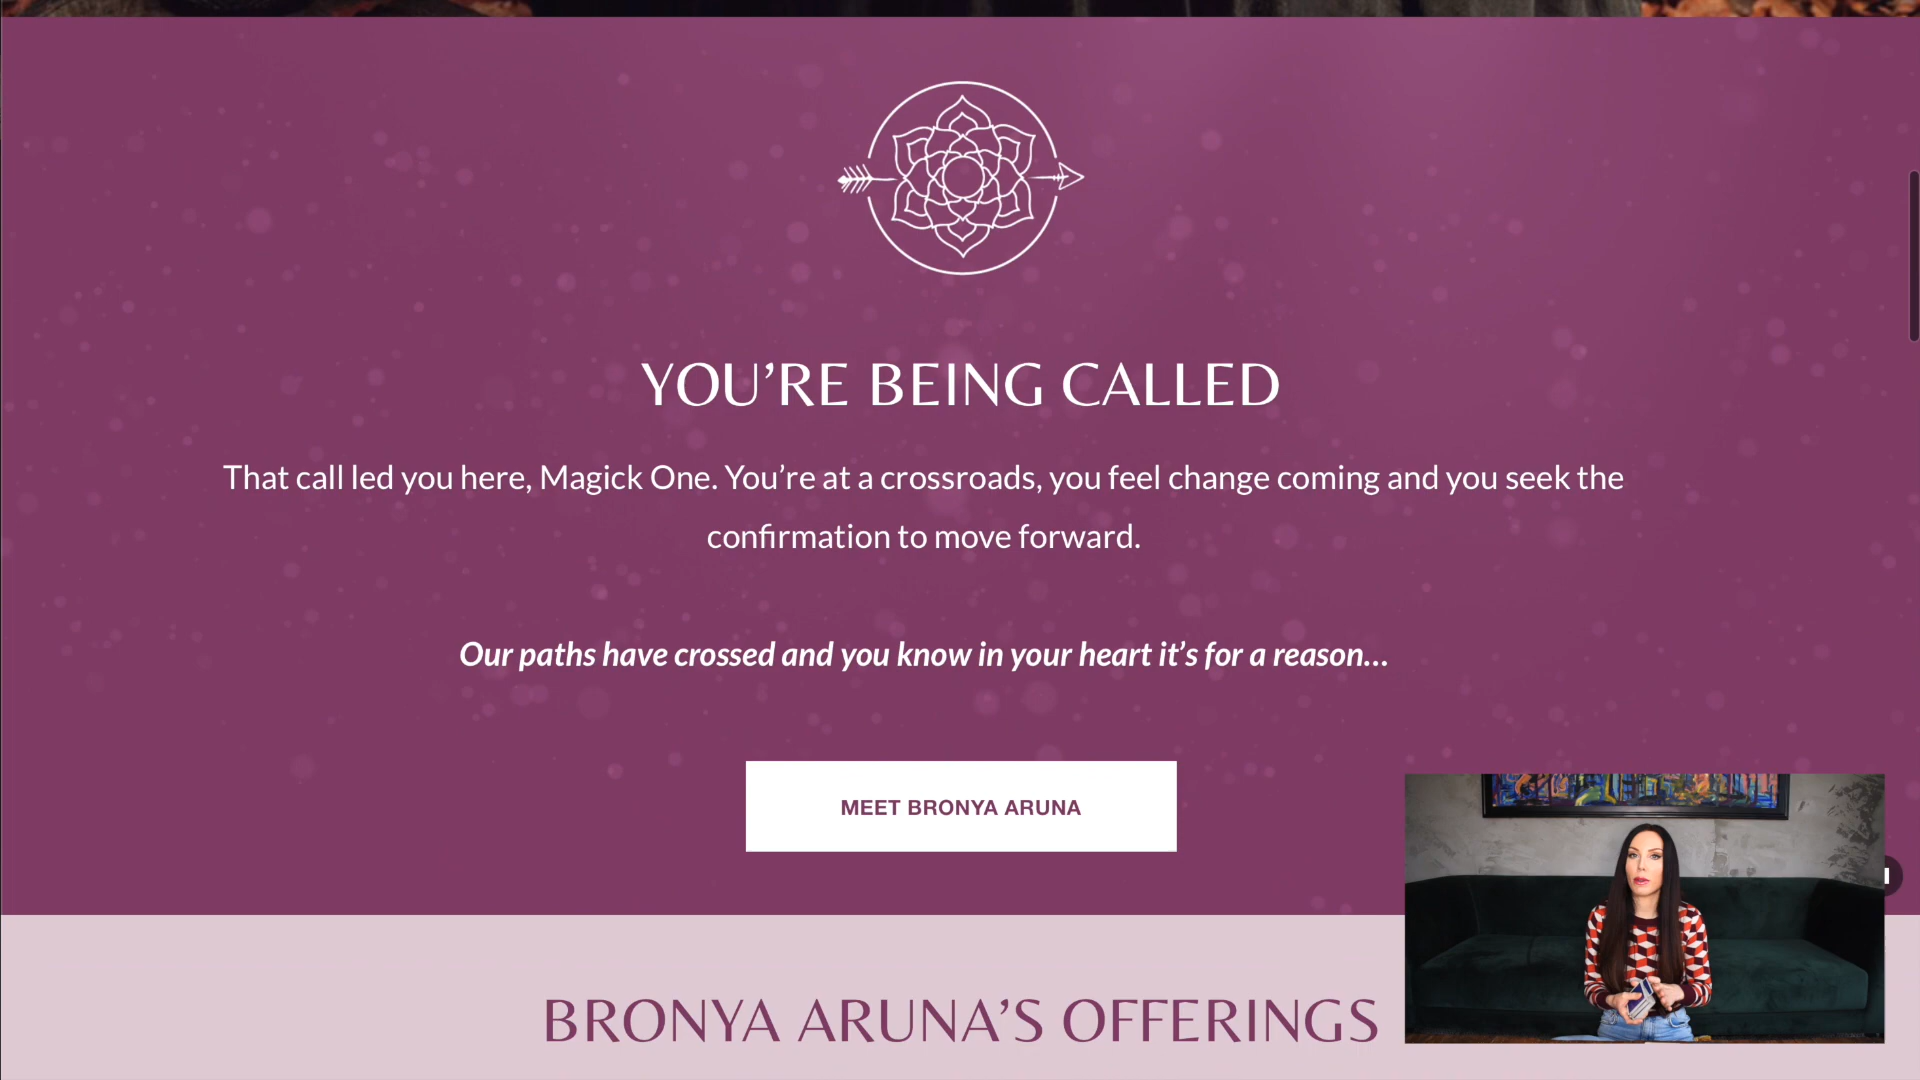 YOU’RE BEING CALLED
That call led you here, Magick One. You’re at a crossroads, you feel change coming and you seek the
confirmation to move forward.
Our paths have crossed and you know in your heart it’s for a reason...
MEET BRONYA ARUNA
BRONYA ARUNA’S OFFERINGS